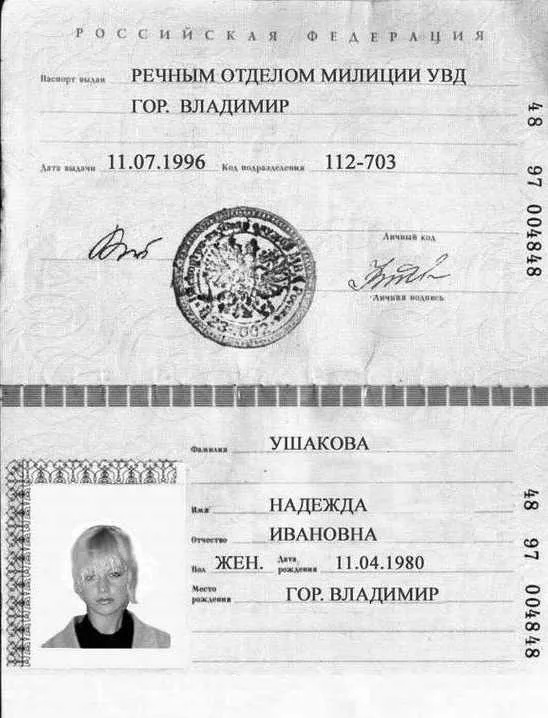 РОССИЙСКАЯ ФЕДЕРАЦИЯ
Паспорт выдан РЕЧНЫМ ОТДЕЛОМ МИЛИЦИИ УВД
ГОР. ВЛАДИМИР
Дата выдачи 11.07.1996 Код подразделения 112-703
48 97 004848
Личный код
Личная подпись
Фамилия УШАКОВА
Имя НАДЕЖДА
Отчество ИВАНОВНА
Пол ЖЕН. Дата рождения 11.04.1980
Место рождения ГОР. ВЛАДИМИР
48 97 004848